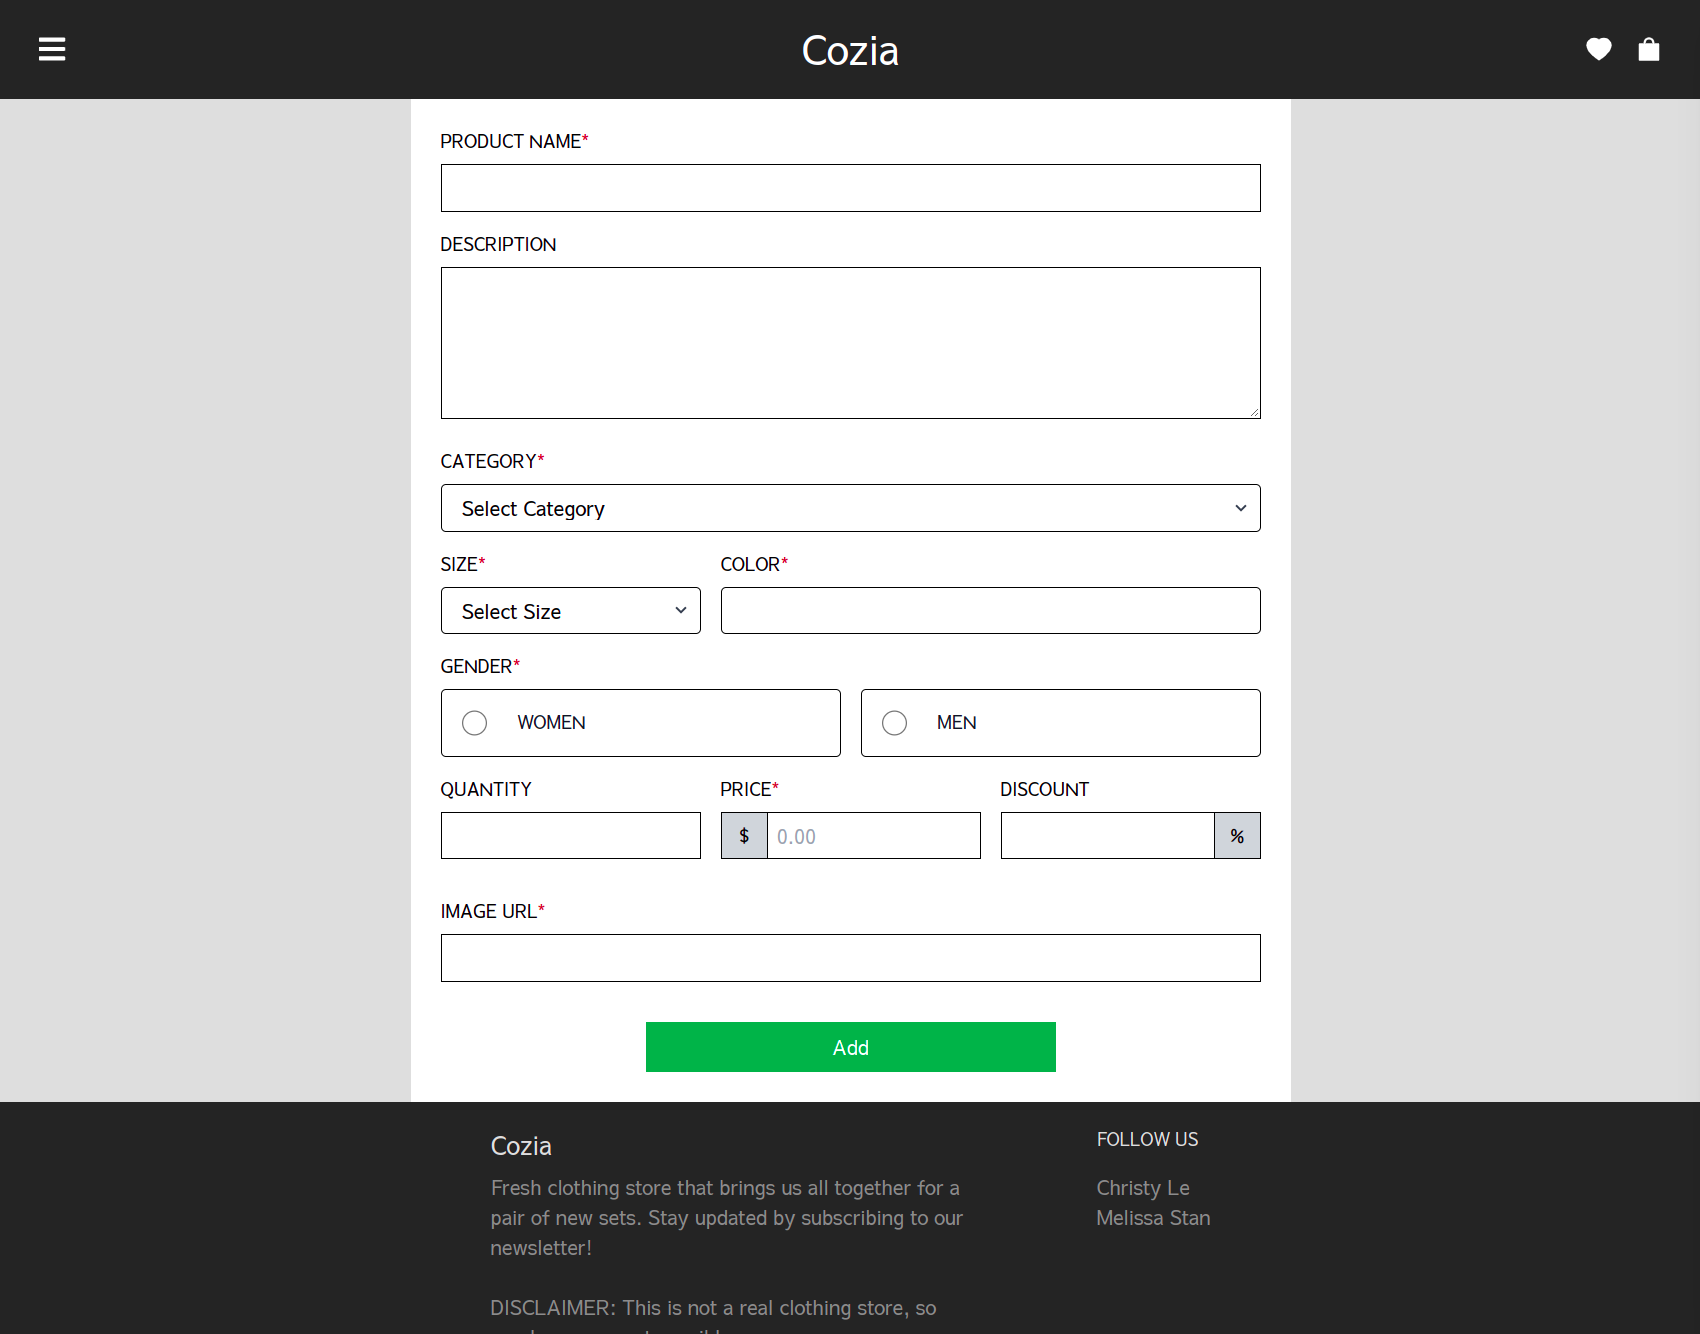 Cozia
PRODUCT NAME*
DESCRIPTION
CATEGORY*
Select Category
SIZE* COLOR*
Select Size
GENDER*
WOMEN MEN
QUANTITY PRICE* DISCOUNT
$ 0.00 %
IMAGE URL*
Add
Cozia
Fresh clothing store that brings us all together for a
pair of new sets. Stay updated by subscribing to our
newsletter!
DISCLAIMER: This is not a real clothing store, so
FOLLOW US
Christy Le
Melissa Stan